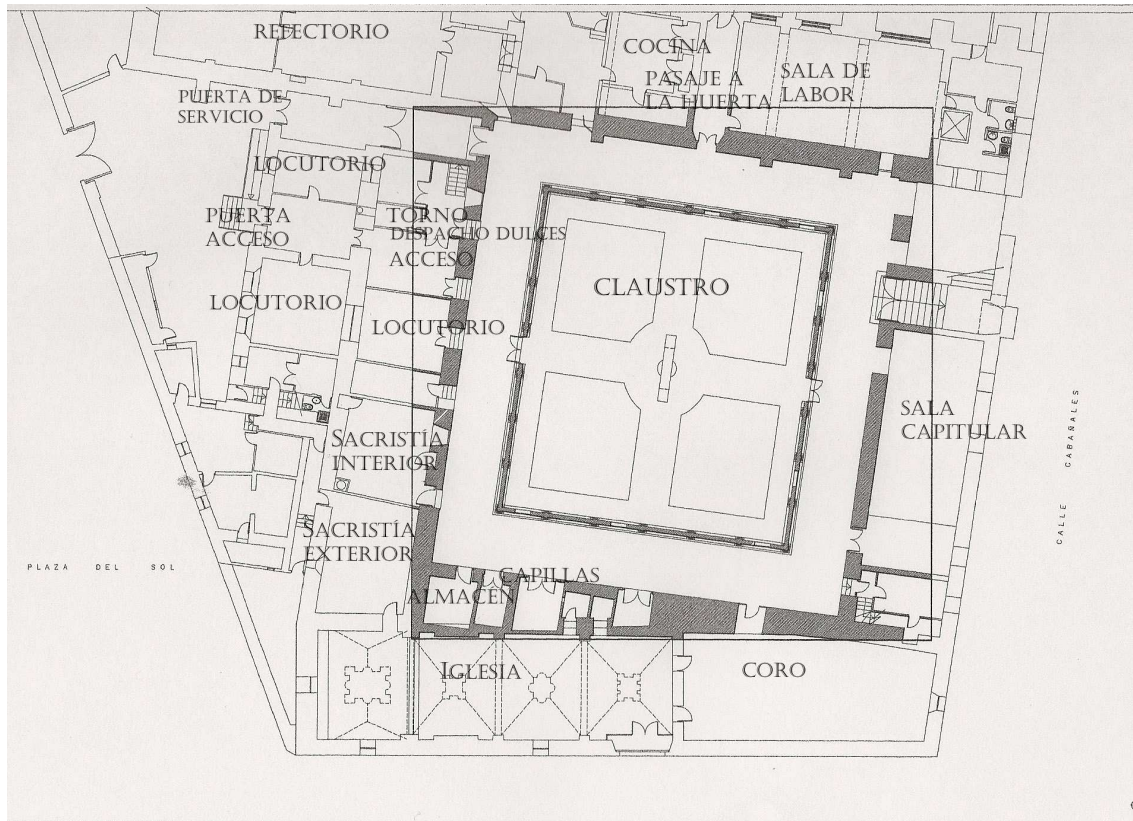 REFECTORIO
COCINA
PASAJE A
LA HUERTA
SALA DE
LABOR
PUERTA DE
SERVICIO
LOCUTORIO
PUERTA
ACCESO
TORNO
DESPACHO DULCES
ACCESO
CLAUSTRO
LOCUTORIO
LOCUTORIO
SALA
CAPITULAR
SACRISTÍA
INTERIOR
SACRISTÍA
EXTERIOR
CAPILLAS
ALMACÉN
IGLESIA
CORO
PLAZA DEL SOL
CALLE CABAÑALES